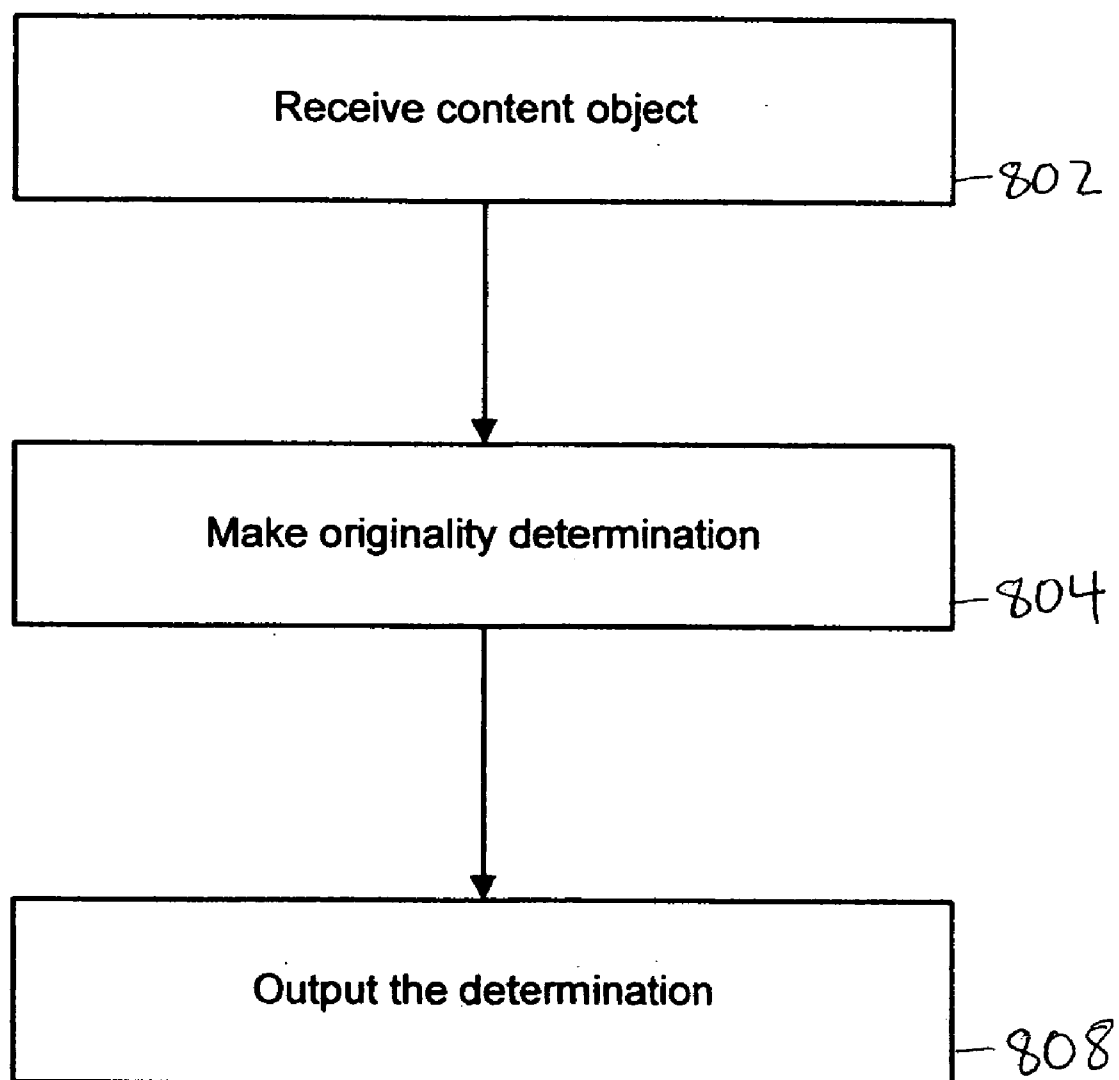 Receive content object
802
Make originality determination
804
Output the determination
808